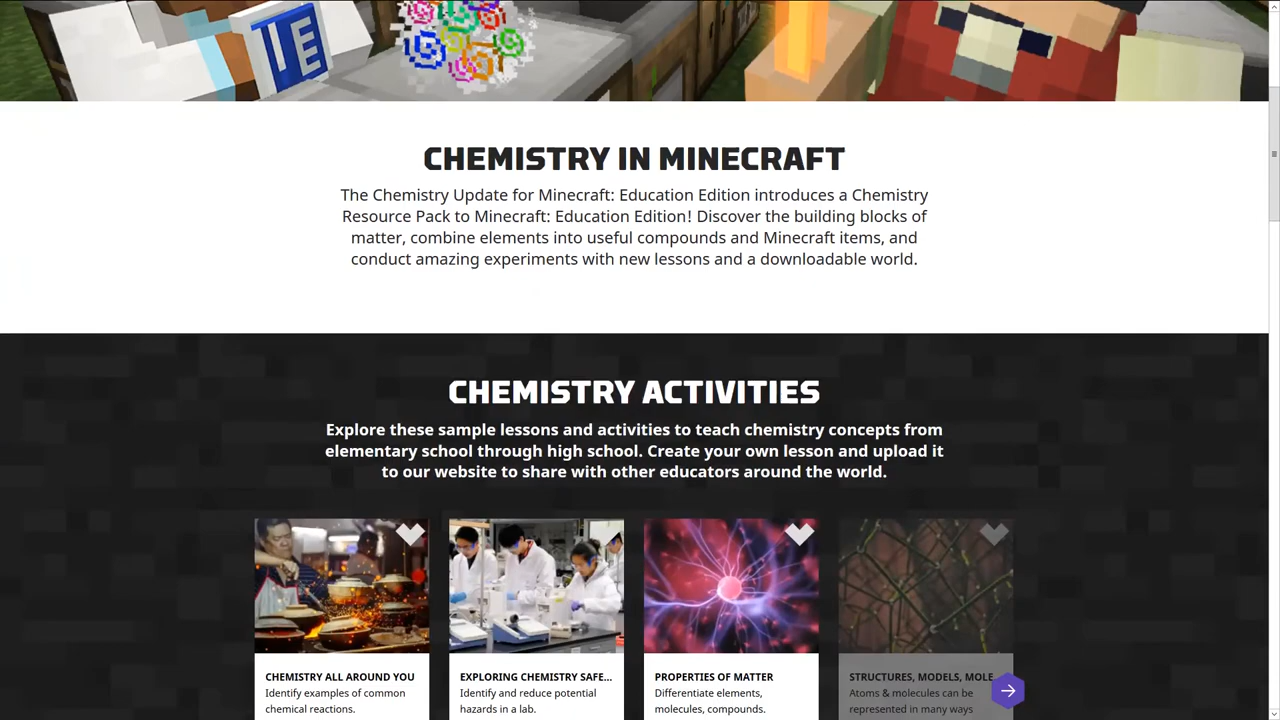 CHEMISTRY IN MINECRAFT
The Chemistry Update for Minecraft: Education Edition introduces a Chemistry
Resource Pack to Minecraft: Education Edition! Discover the building blocks of
matter, combine elements into useful compounds and Minecraft items, and
conduct amazing experiments with new lessons and a downloadable world.
CHEMISTRY ACTIVITIES
Explore these sample lessons and activities to teach chemistry concepts from
elementary school through high school. Create your own lesson and upload it
to our website to share with other educators around the world.
CHEMISTRY ALL AROUND YOU
Identify examples of common
chemical reactions.
EXPLORING CHEMISTRY SAFE...
Identify and reduce potential
hazards in a lab.
PROPERTIES OF MATTER
Differentiate elements,
molecules, compounds.
STRUCTURES, MODELS, MOLE
Atoms & molecules can be
represented in many ways